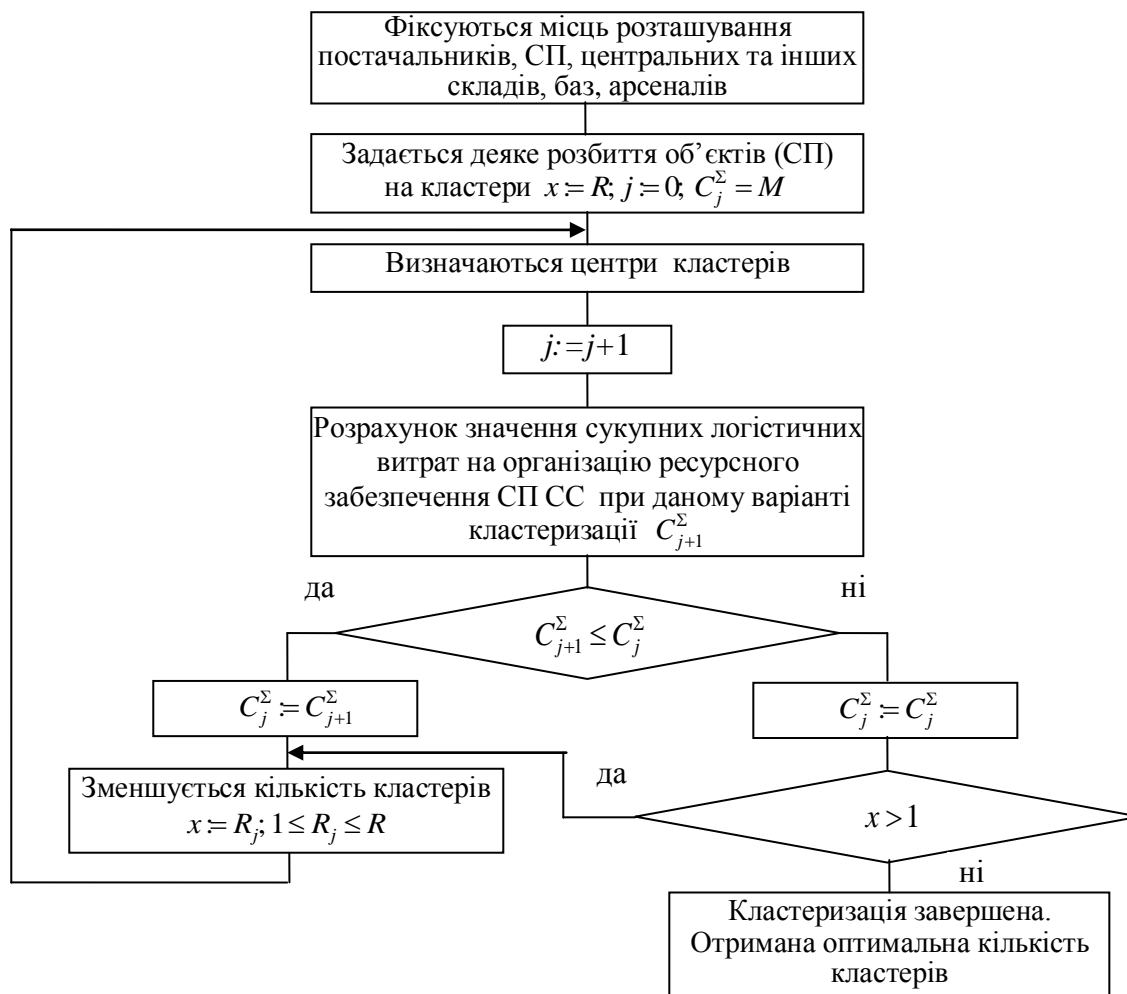 Фіксуються місць розташування
постачальників, СП, центральних та інших
складів, баз, арсеналів
Задається деяке розбиття об’єктів (СП)
на кластери x := R; j := 0; C_j^Σ = M
Визначаються центри кластерів
j:=j+1
Розрахунок значення сукупних логістичних
витрат на організацію ресурсного
забезпечення СП СС при даному варіанті
кластеризації C_{j+1}^Σ
да
ні
C_{j+1}^Σ ≤ C_j^Σ
C_j^Σ := C_{j+1}^Σ
C_j^Σ := C_j^Σ
Зменшується кількість кластерів
x := R_j; 1 ≤ R_j ≤ R
да
x > 1
ні
Кластеризація завершена.
Отримана оптимальна кількість
кластерів